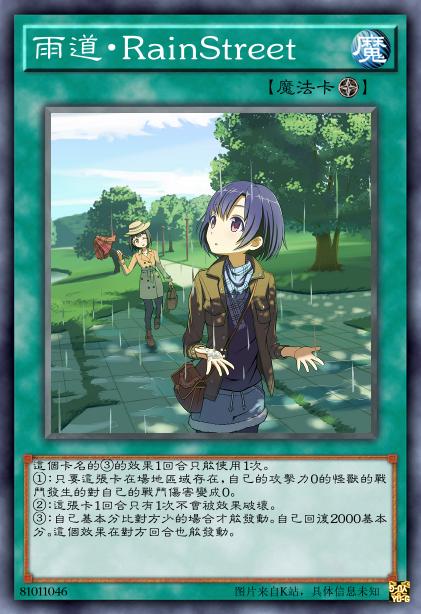 雨道・RainStreet
魔
【魔法卡】
這個卡名的③的效果1回合只能使用1次。
①：只要這張卡在場地區域存在，自己的攻擊力0的怪獸的戰
鬥發生的對自己的戰鬥傷害變成0。
②：這張卡1回合只有1次不會被效果破壞。
③：自己基本分比對方少的場合才能發動。自己回復2000基本
分。這個效果在對方回合也能發動。
81011046
图片来自K站，具体信息未知